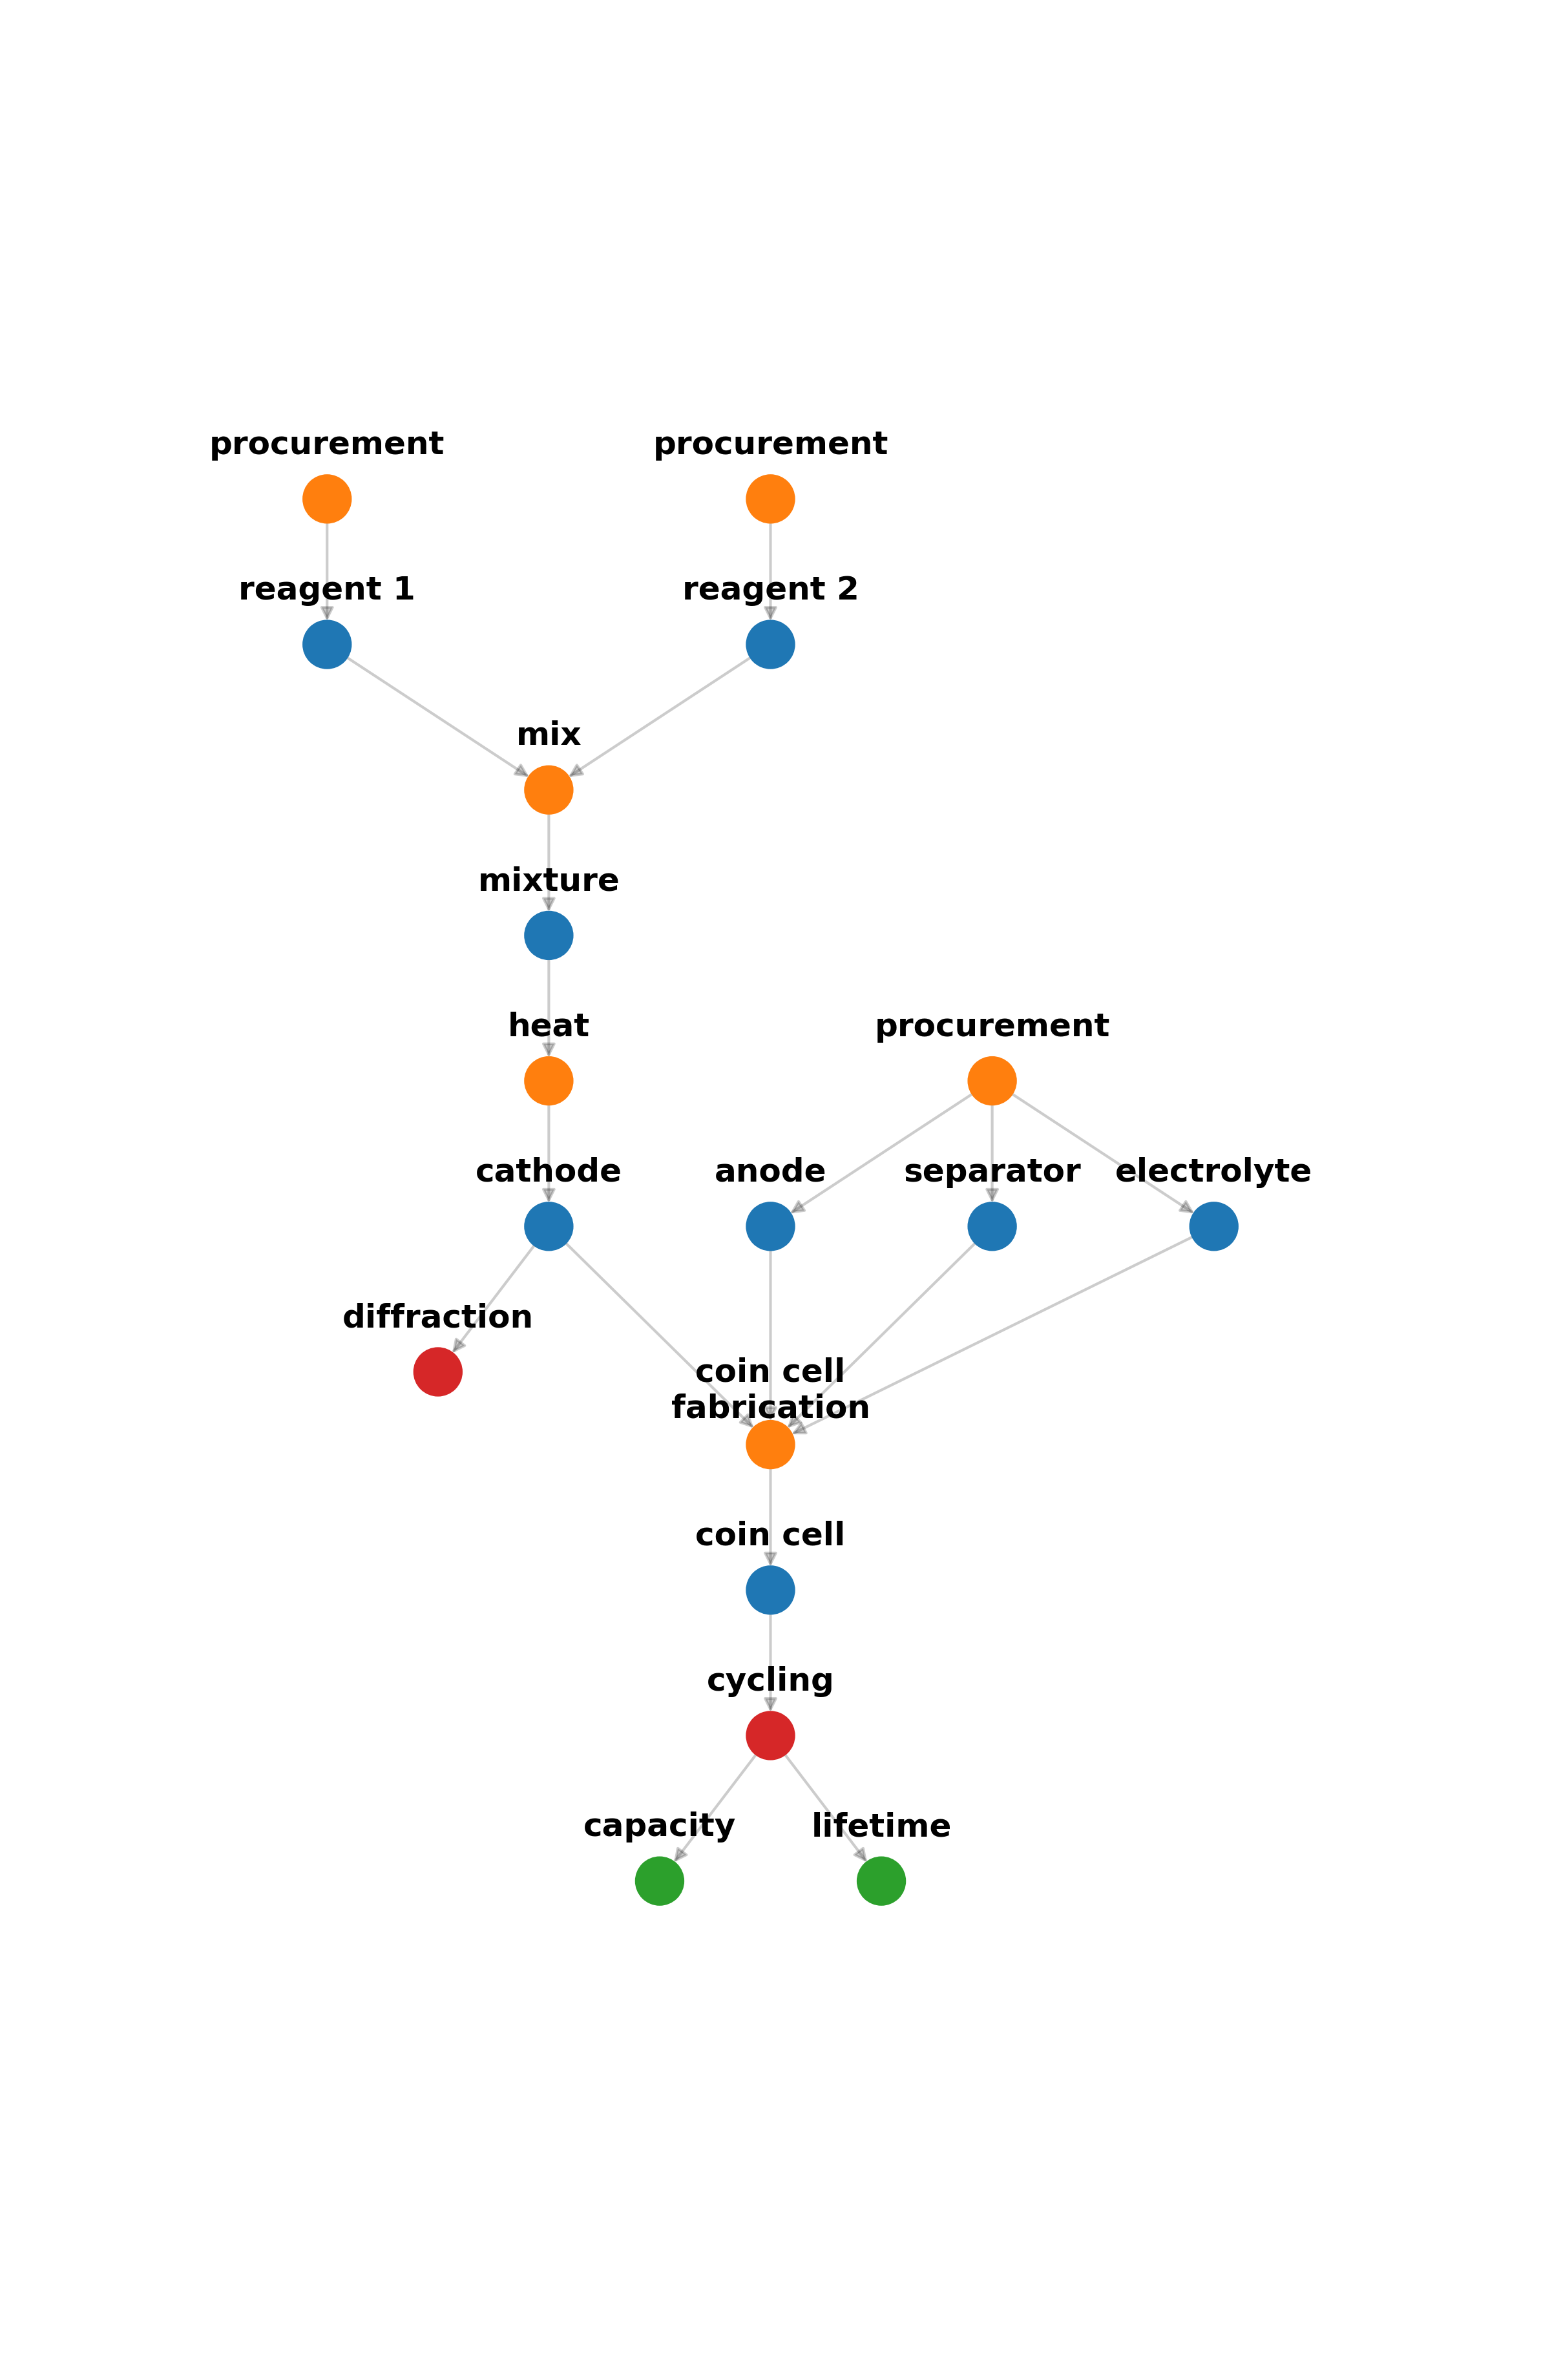 procurement
procurement
reagent 1
reagent 2
mix
mixture
heat
procurement
cathode
anode
separator
electrolyte
diffraction
coin cell
fabrication
coin cell
cycling
capacity
lifetime